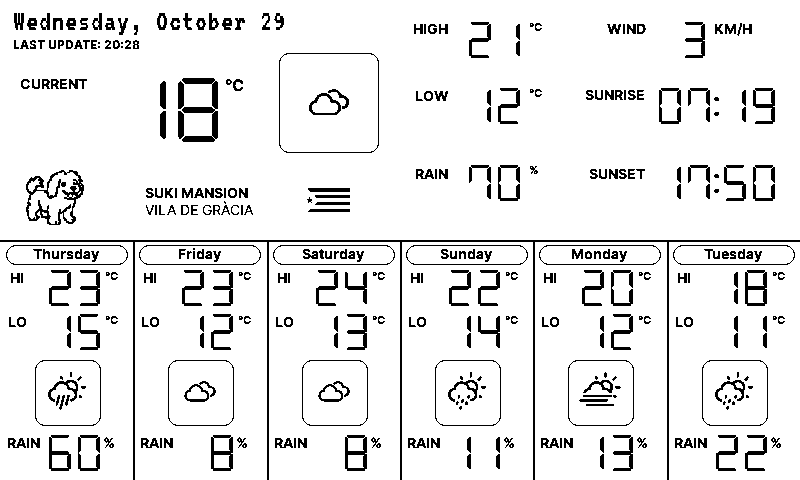 Wednesday, October 29
LAST UPDATE: 20:28
CURRENT 18 °C
SUKI MANSION
VILA DE GRÀCIA
HIGH 21 °C
LOW 12 °C
RAIN 70 %
WIND 3 KM/H
SUNRISE 07:19
SUNSET 17:50
Thursday
HI 23 °C
LO 15 °C
RAIN 60 %
Friday
HI 23 °C
LO 12 °C
RAIN 8 %
Saturday
HI 24 °C
LO 13 °C
RAIN 8 %
Sunday
HI 22 °C
LO 14 °C
RAIN 11 %
Monday
HI 20 °C
LO 12 °C
RAIN 13 %
Tuesday
HI 18 °C
LO 11 °C
RAIN 22 %